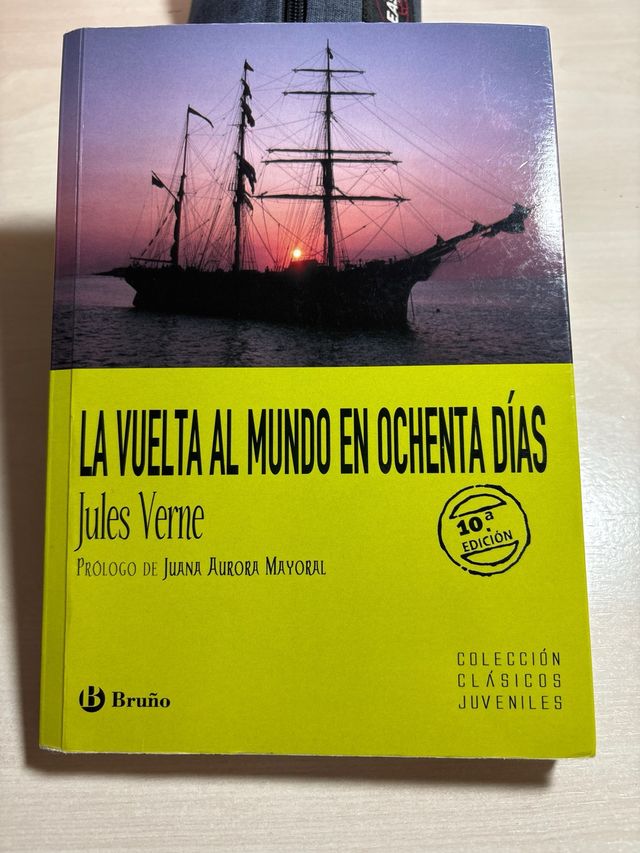 LA VUELTA AL MUNDO EN OCHENTA DÍAS
Jules Verne
PRÓLOGO DE JUANA AURORA MAYORAL
10.ª
EDICIÓN
COLECCIÓN
CLÁSICOS
JUVENILES
B Bruño